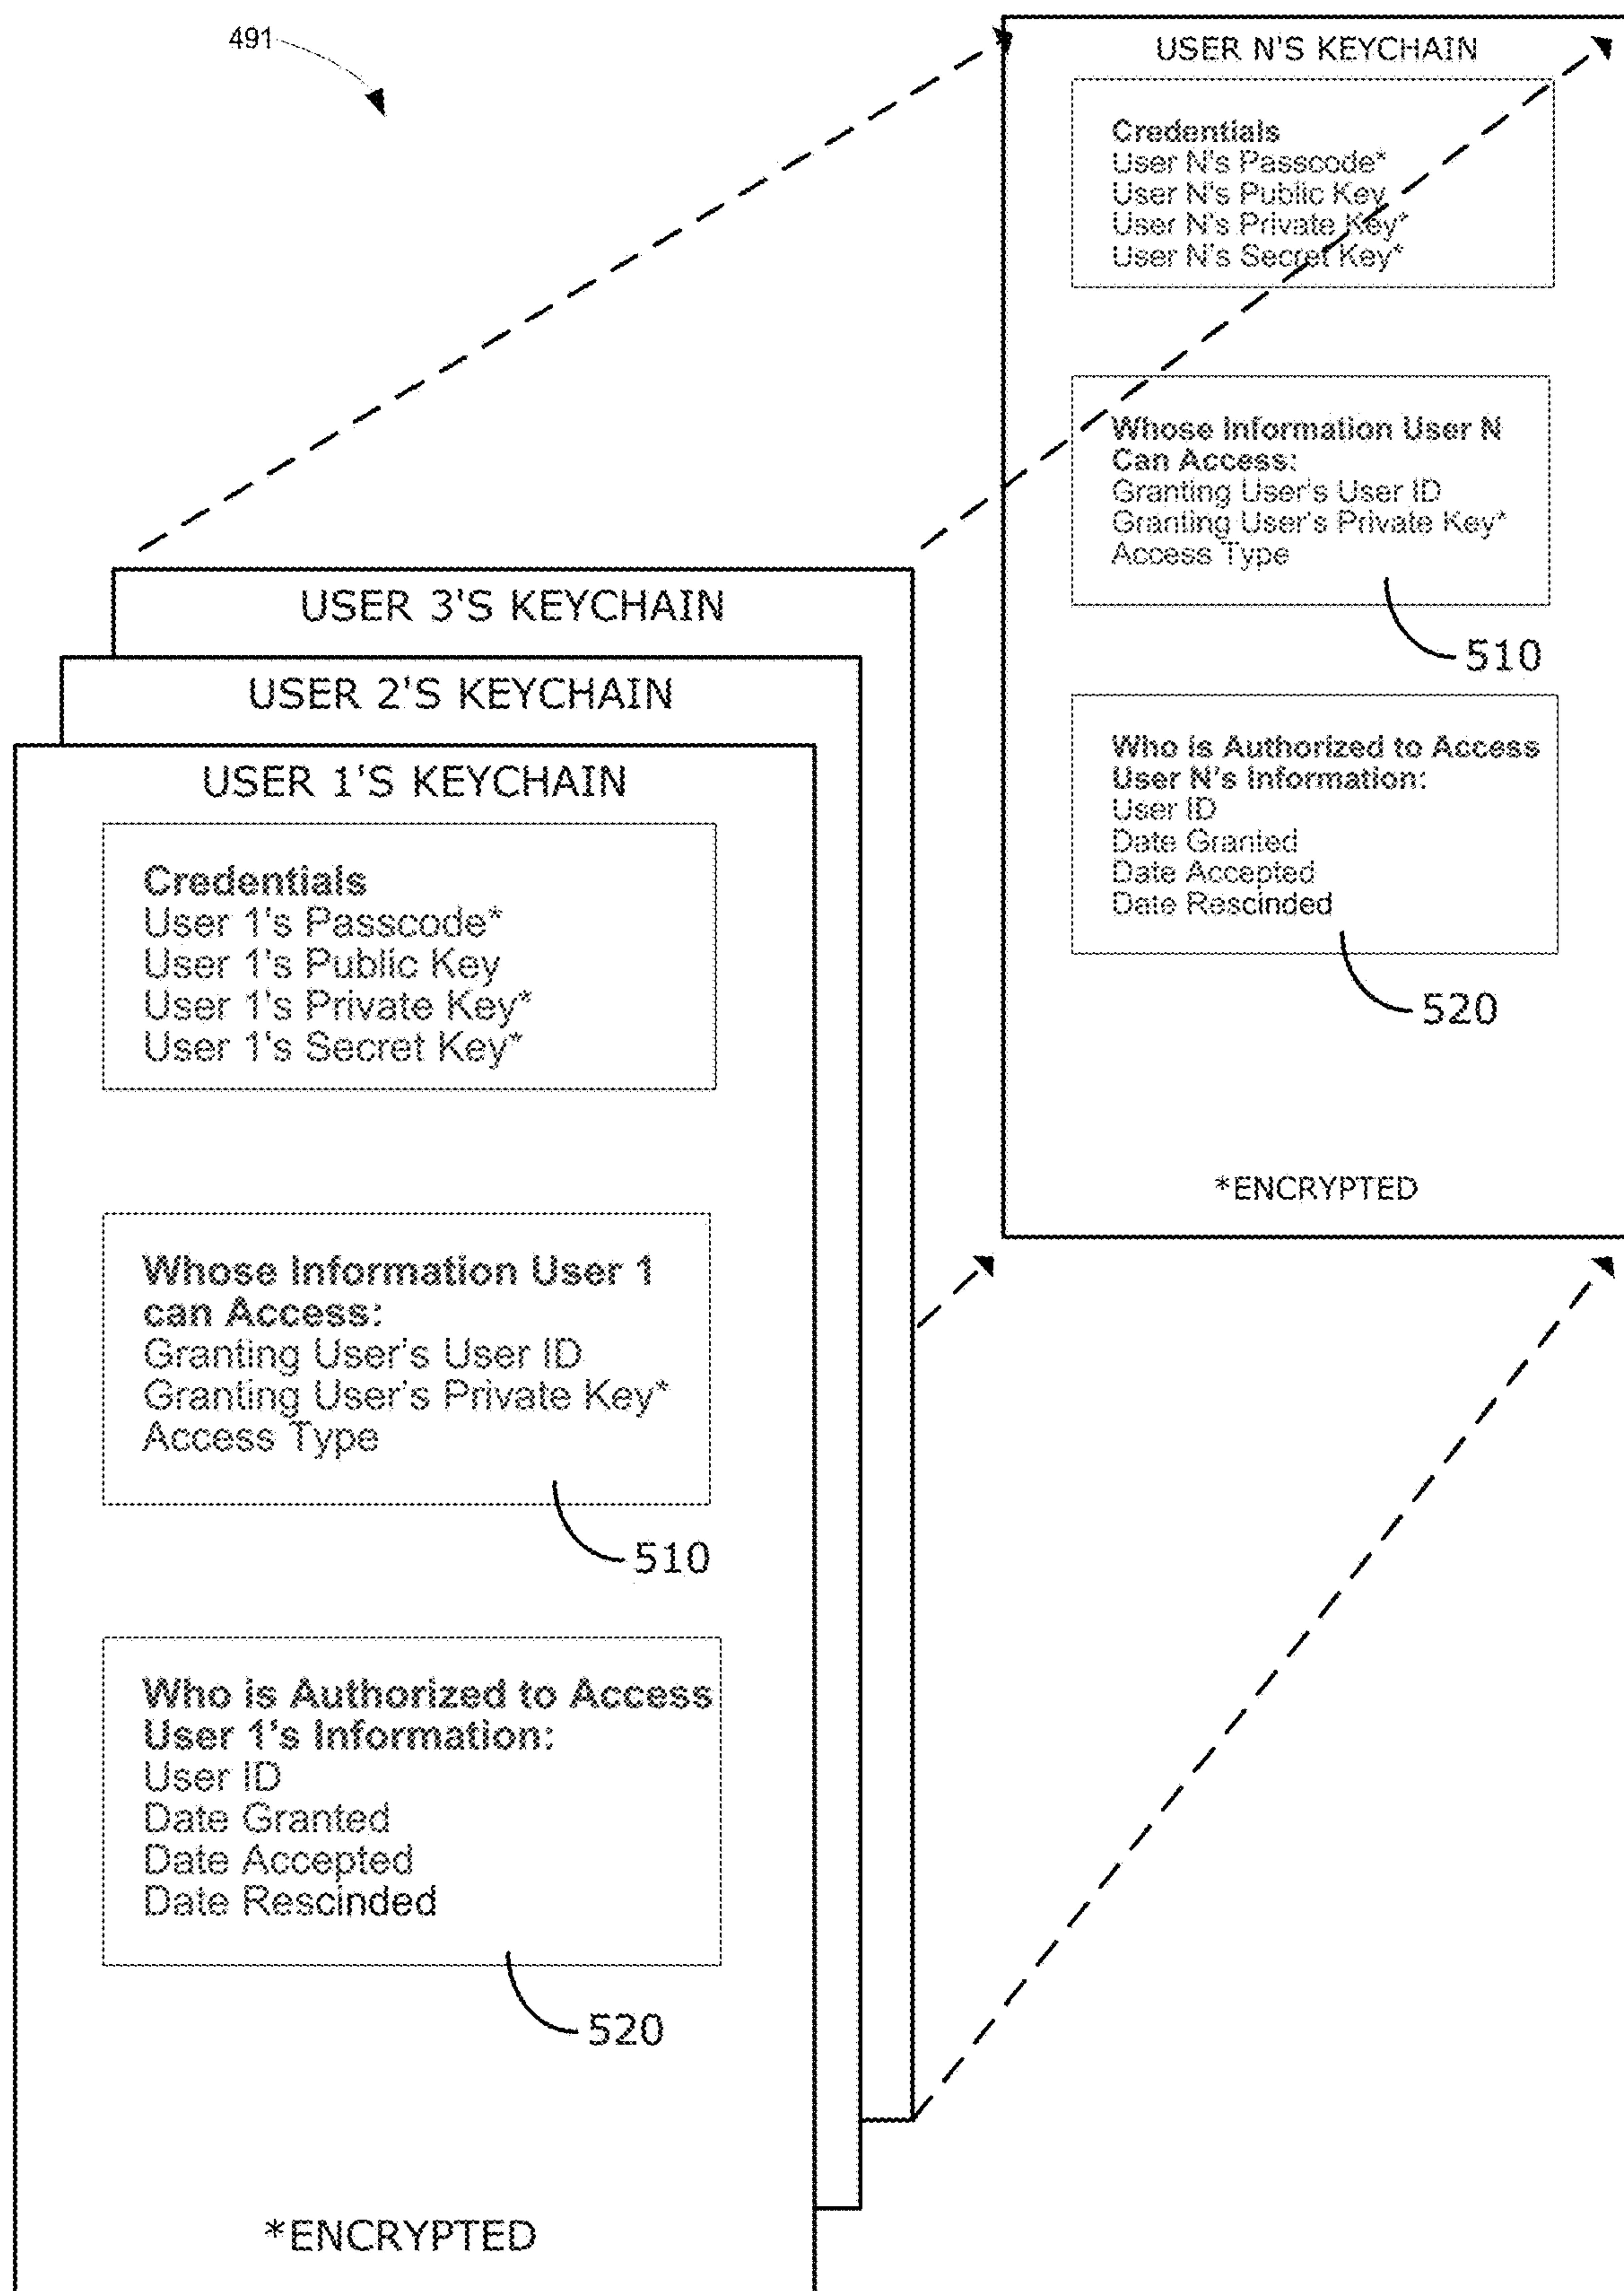 491
USER N'S KEYCHAIN
Credentials
User N's Passcode*
User N's Public Key
User N's Private Key*
User N's Secret Key*
Whose Information User N
Can Access:
Granting User's User ID
Granting User's Private Key*
Access Type
510
Who is Authorized to Access
User N's Information:
User ID
Date Granted
Date Accepted
Date Rescinded
520
*ENCRYPTED
USER 3'S KEYCHAIN
USER 2'S KEYCHAIN
USER 1'S KEYCHAIN
Credentials
User 1's Passcode*
User 1's Public Key
User 1's Private Key*
User 1's Secret Key*
Whose Information User 1
can Access:
Granting User's User ID
Granting User's Private Key*
Access Type
510
Who is Authorized to Access
User 1's Information:
User ID
Date Granted
Date Accepted
Date Rescinded
520
*ENCRYPTED